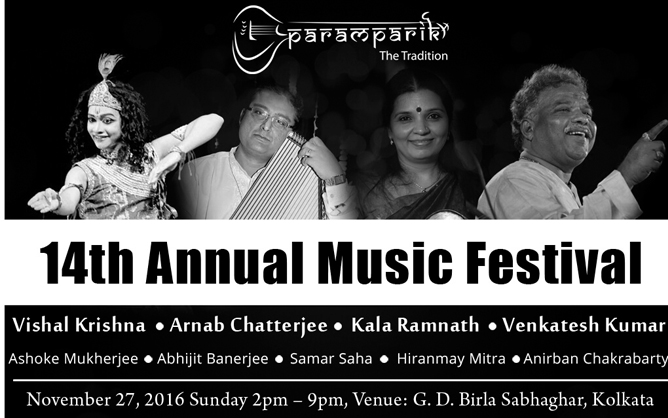 paramparik
The Tradition
14th Annual Music Festival
Vishal Krishna ● Arnab Chatterjee ● Kala Ramnath ● Venkatesh Kumar
Ashoke Mukherjee ● Abhijit Banerjee ● Samar Saha ● Hiranmay Mitra ● Anirban Chakrabarty
November 27, 2016 Sunday 2pm – 9pm, Venue: G. D. Birla Sabhaghar, Kolkata